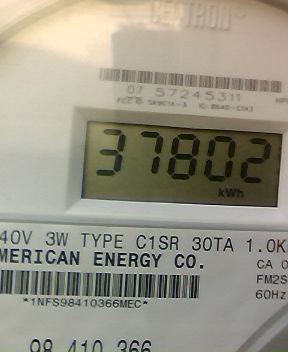 CENTRON
07 57245311
37802
kWh
40V 3W TYPE C1SR 30TA 1.0K
MERICAN ENERGY CO.
CA 0
FM2S
60Hz
*1NFS98410366MEC*
98 410 366